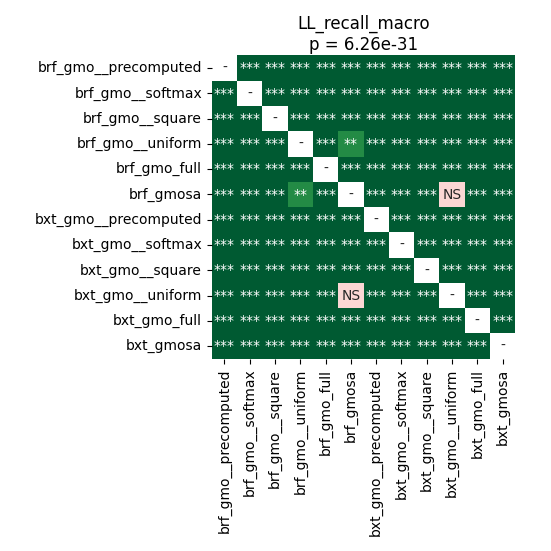 LL_recall_macro
p = 6.26e-31
brf_gmo__precomputed - *** *** *** *** *** *** *** *** *** *** ***
brf_gmo__softmax *** - *** *** *** *** *** *** *** *** *** ***
brf_gmo__square *** *** - *** *** *** *** *** *** *** *** ***
brf_gmo__uniform *** *** *** - *** ** *** *** *** *** *** ***
brf_gmo_full *** *** *** *** - *** *** *** *** *** *** ***
brf_gmosa *** *** *** ** *** - *** *** *** NS *** ***
bxt_gmo__precomputed *** *** *** *** *** *** - *** *** *** *** ***
bxt_gmo__softmax *** *** *** *** *** *** *** - *** *** *** ***
bxt_gmo__square *** *** *** *** *** *** *** *** - *** *** ***
bxt_gmo__uniform *** *** *** *** *** NS *** *** *** - *** ***
bxt_gmo_full *** *** *** *** *** *** *** *** *** *** - ***
bxt_gmosa *** *** *** *** *** *** *** *** *** *** *** -
brf_gmo__precomputed
brf_gmo__softmax
brf_gmo__square
brf_gmo__uniform
brf_gmo_full
brf_gmosa
bxt_gmo__precomputed
bxt_gmo__softmax
bxt_gmo__square
bxt_gmo__uniform
bxt_gmo_full
bxt_gmosa